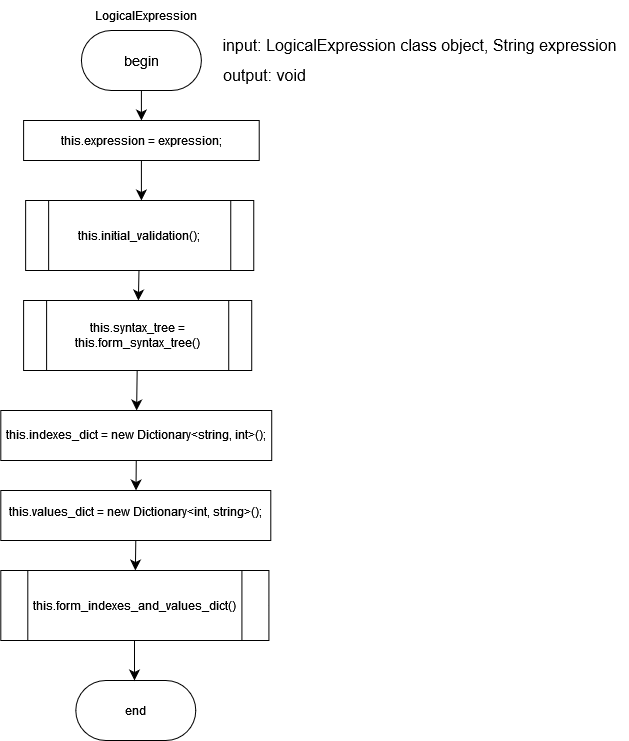 LogicalExpression
begin
input: LogicalExpression class object, String expression
output: void
this.expression = expression;
this.initial_validation();
this.syntax_tree =
this.form_syntax_tree()
this.indexes_dict = new Dictionary<string, int>();
this.values_dict = new Dictionary<int, string>();
this.form_indexes_and_values_dict()
end